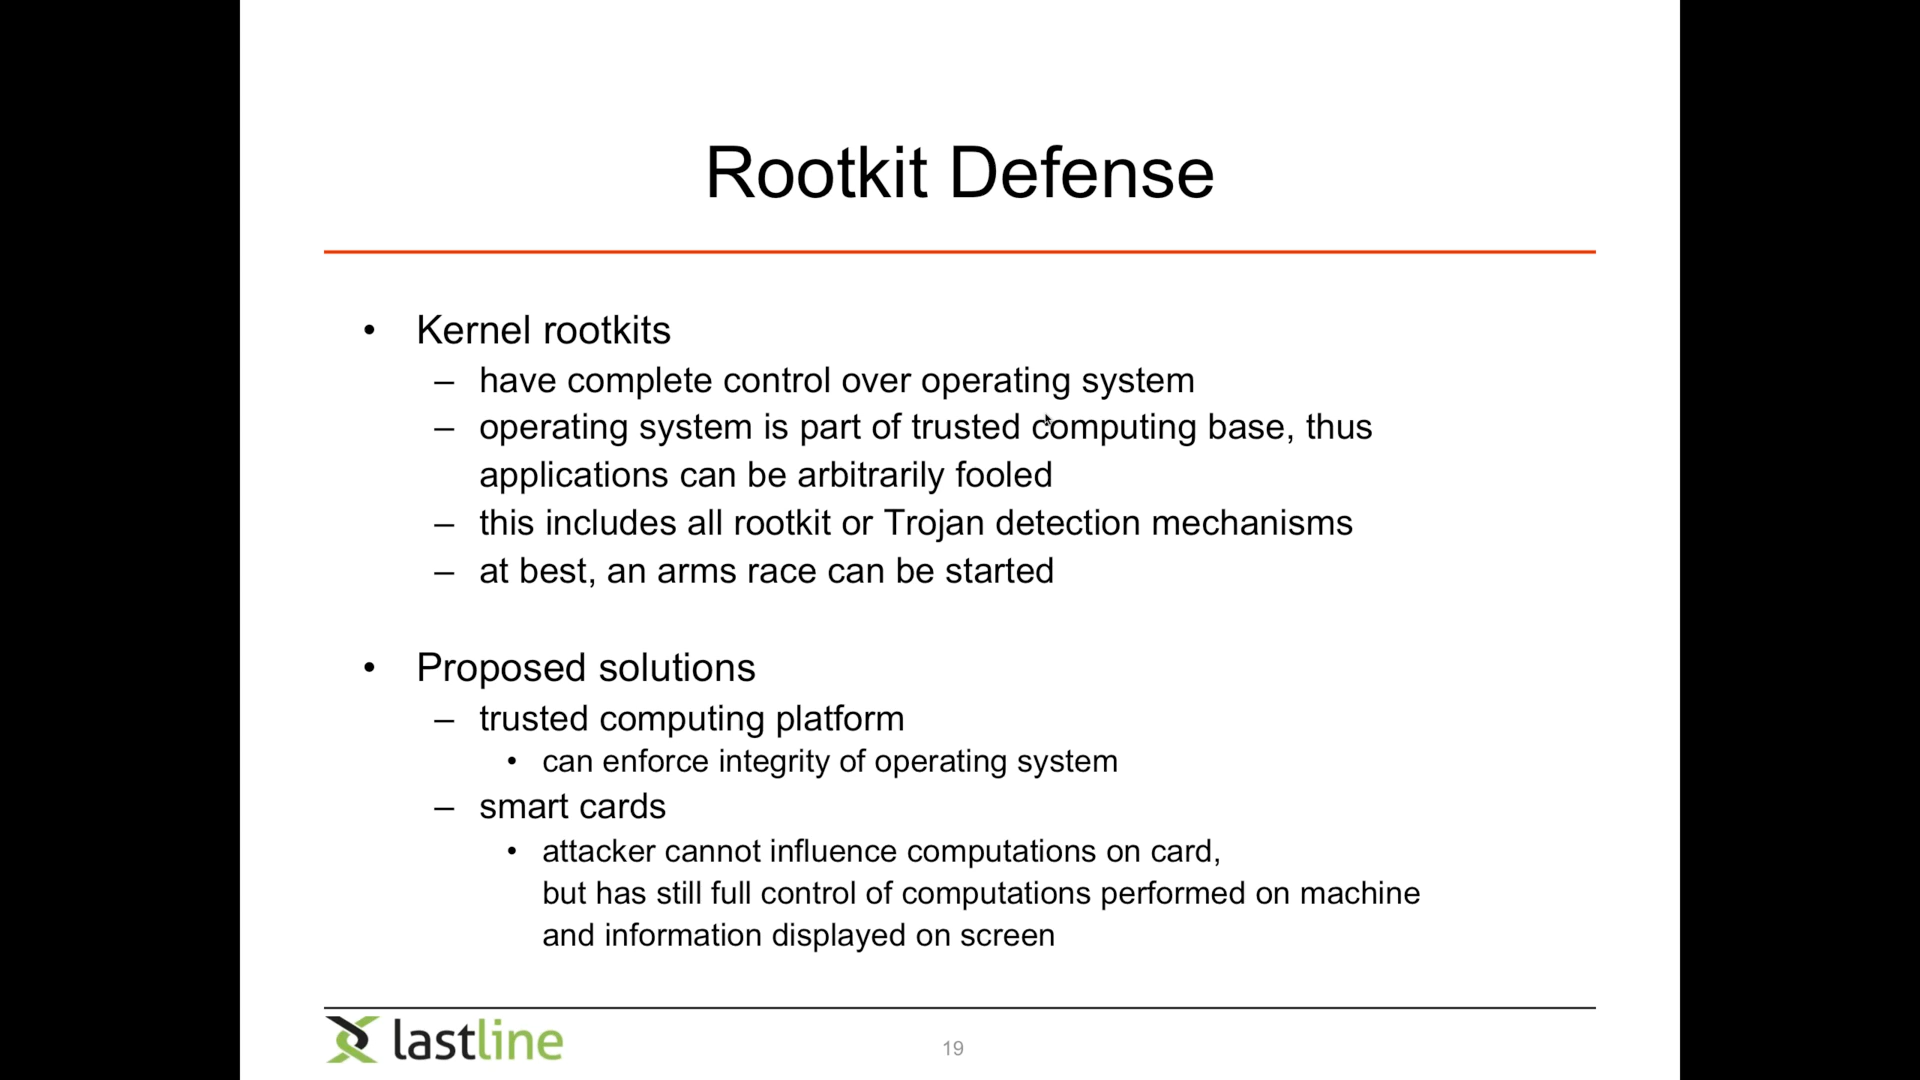 Rootkit Defense
• Kernel rootkits
– have complete control over operating system
– operating system is part of trusted computing base, thus
applications can be arbitrarily fooled
– this includes all rootkit or Trojan detection mechanisms
– at best, an arms race can be started
• Proposed solutions
– trusted computing platform
• can enforce integrity of operating system
– smart cards
• attacker cannot influence computations on card,
but has still full control of computations performed on machine
and information displayed on screen
lastline
19